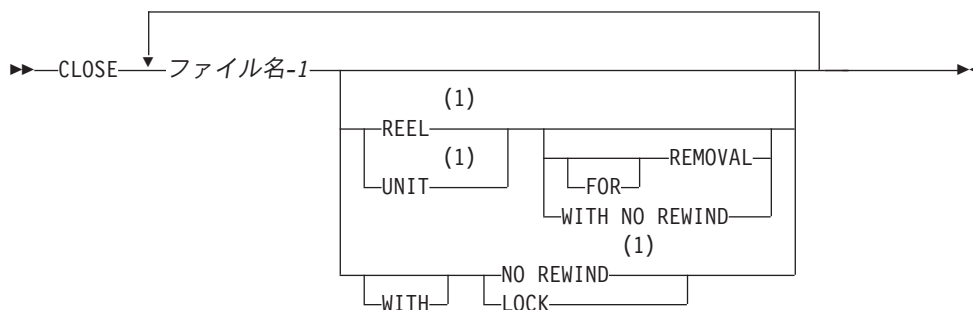 CLOSE ファイル名-1
(1)
REEL
(1)
UNIT
REMOVAL
FOR
WITH NO REWIND
(1)
NO REWIND
WITH
LOCK